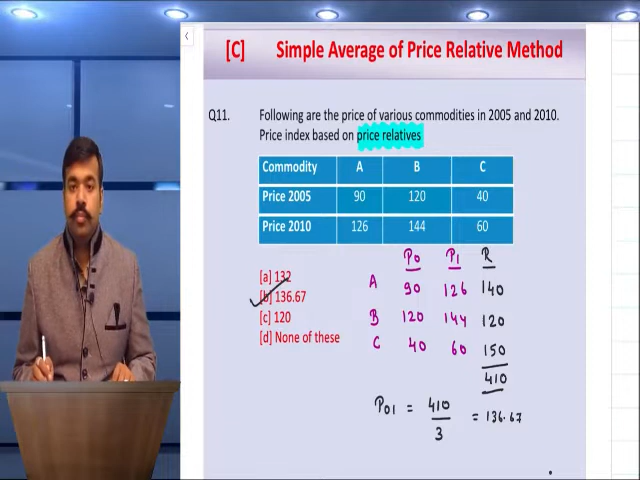 [C] Simple Average of Price Relative Method
Q11. Following are the price of various commodities in 2005 and 2010.
Price index based on price relatives
Commodity A B C
Price 2005 90 120 40
Price 2010 126 144 60
[a] 132
[b] 136.67
[c] 120
[d] None of these
P0 P1 R
A 90 126 140
B 120 144 120
C 40 60 150
410
P01 = 410/3 = 136.67